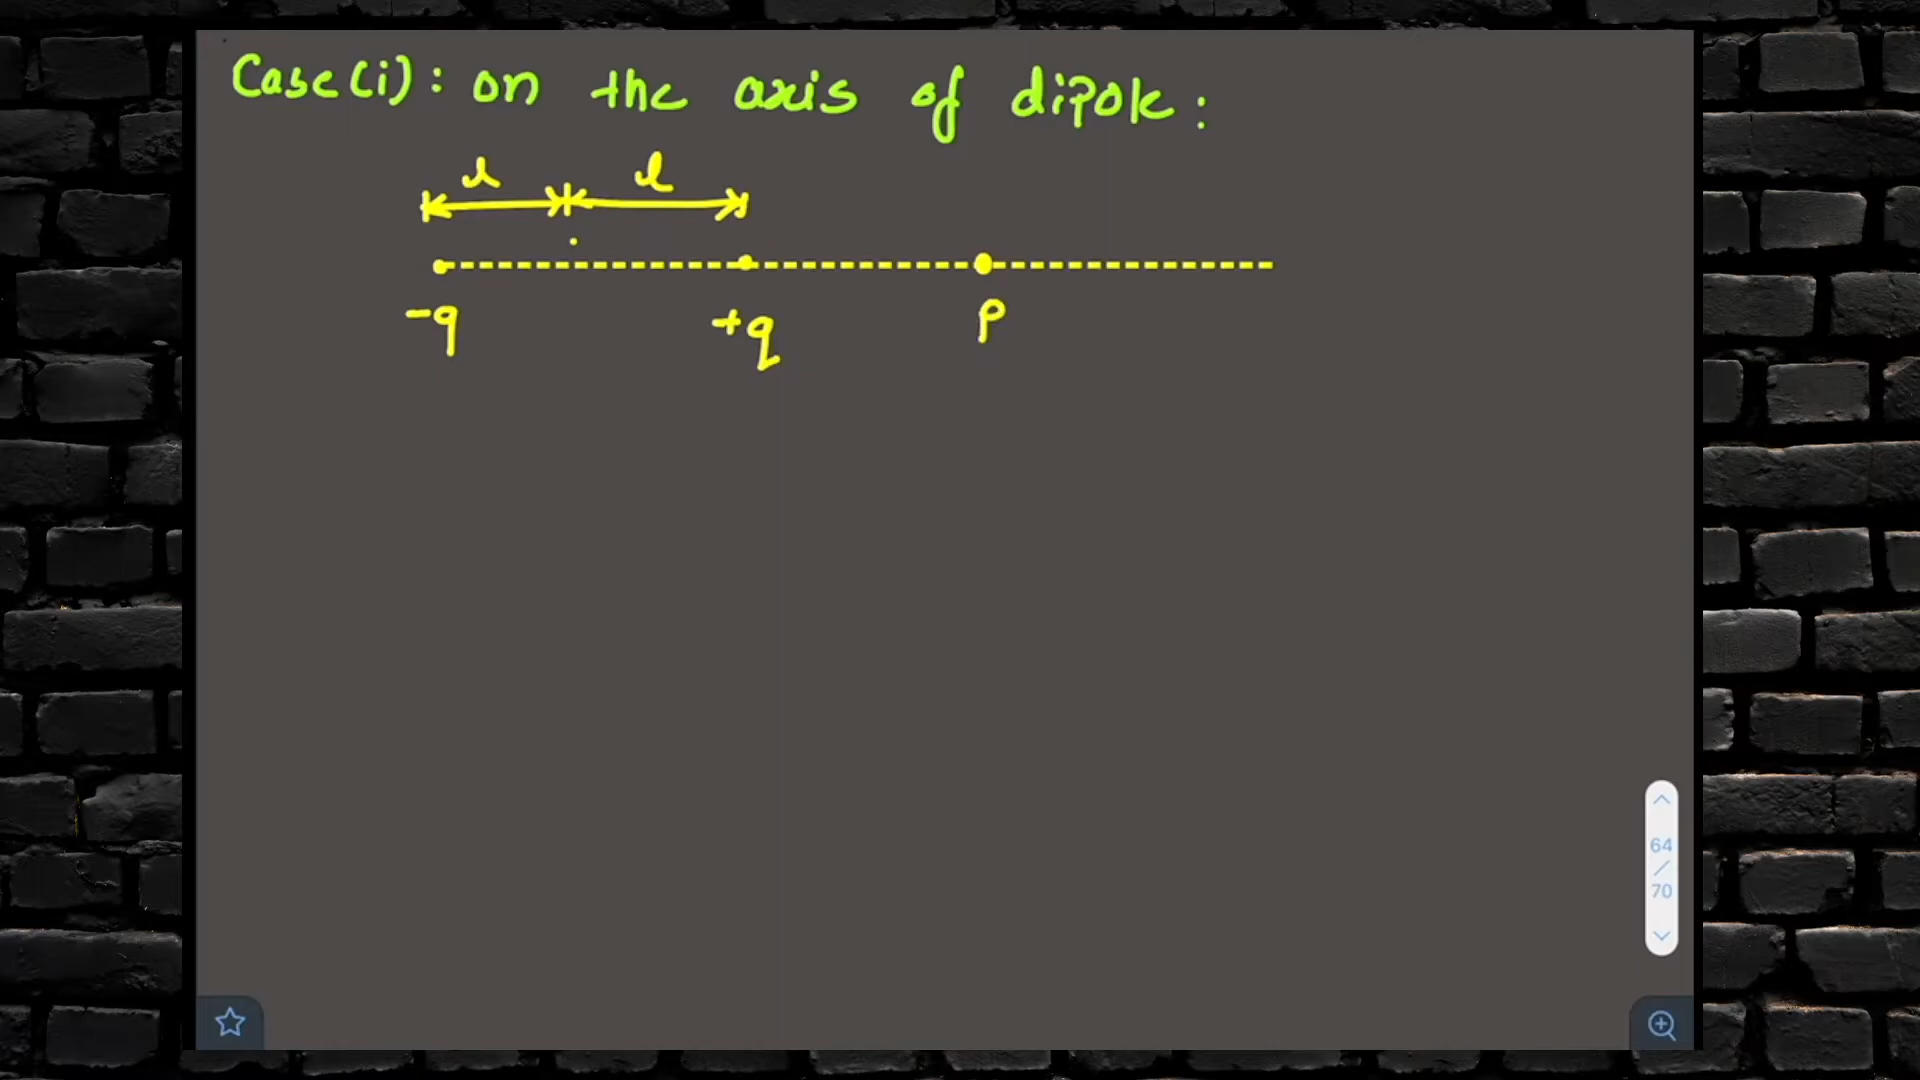 Case(i): on the axis of dipole:
l l
-q +q P
64
/
70